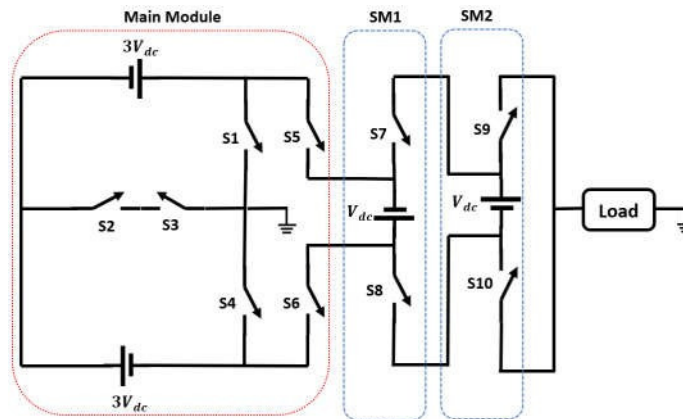 Main Module
SM1
SM2
3V_dc
S1
S5
S7
S9
S2
S3
V_dc
V_dc
Load
S4
S6
S8
S10
3V_dc